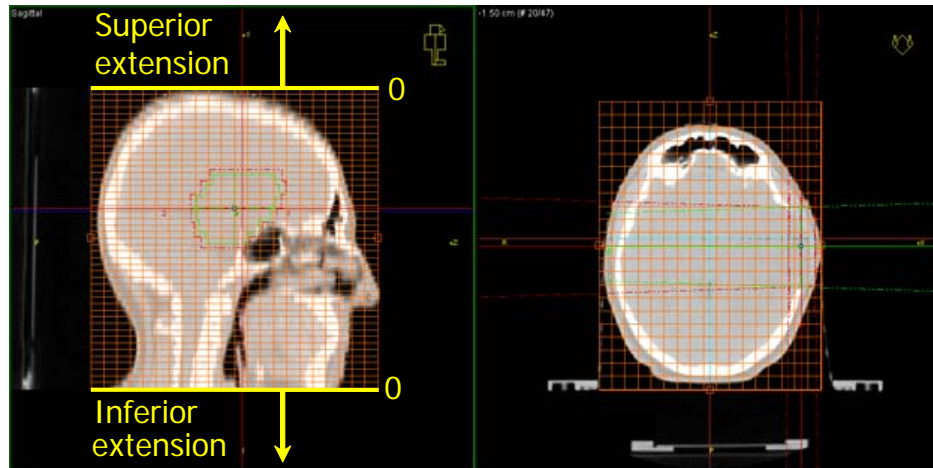 Sagittal
Superior
extension
0
-1.50 cm (# 20/47)
0
Inferior
extension